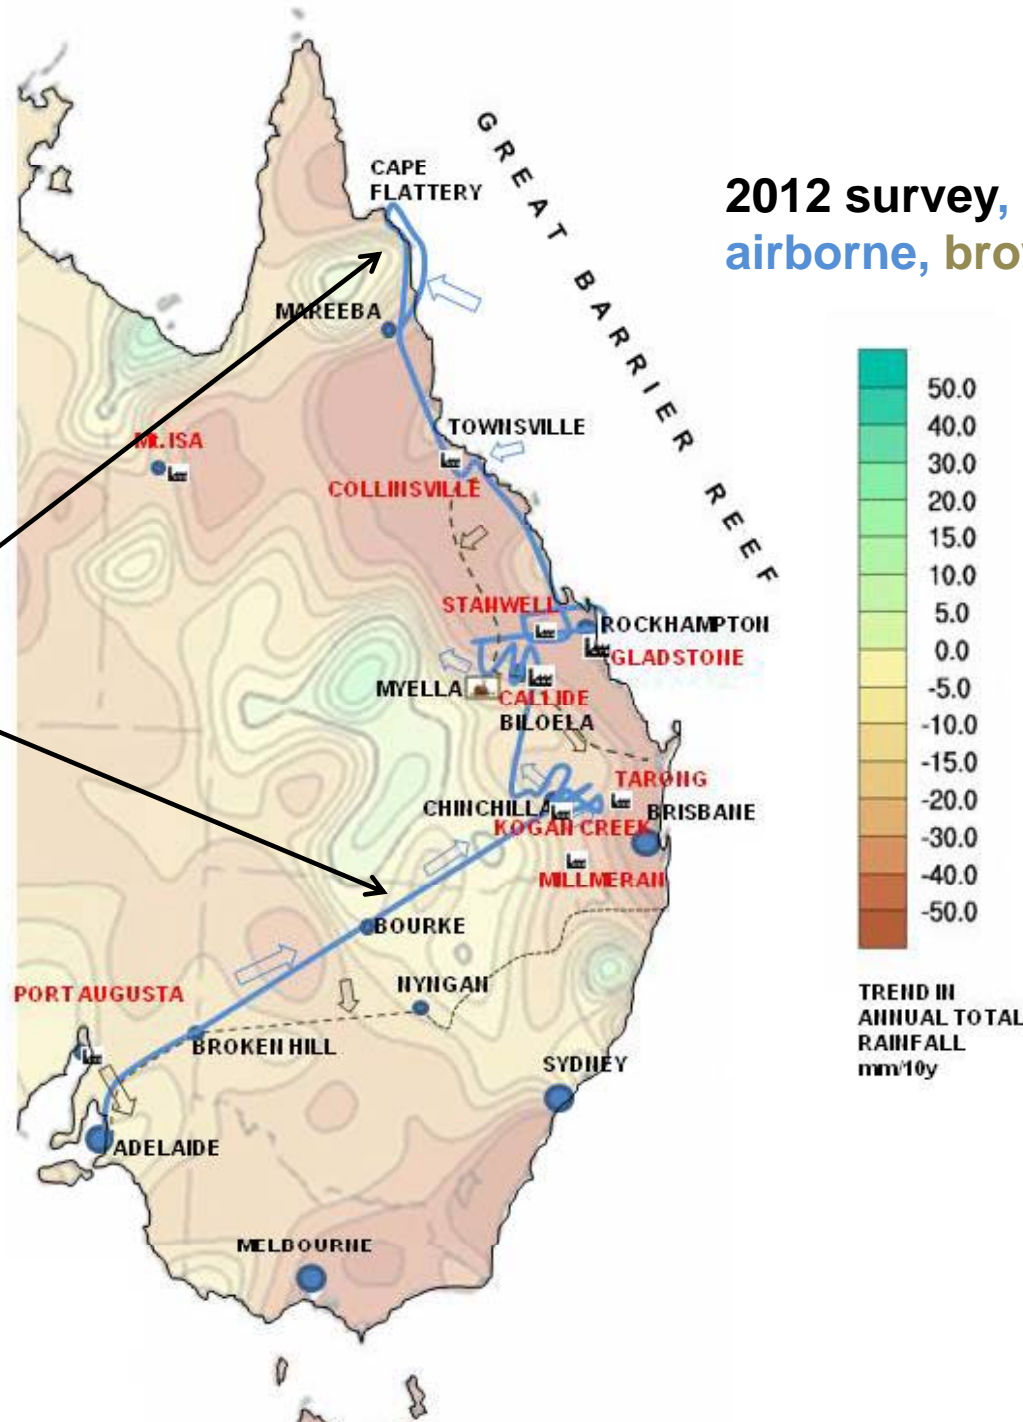 CAPE
FLATTERY
GREAT BARRIER REEF
2012 survey,
airborne, brow
MAREEBA
Mt. ISA
TOWNSVILLE
COLLINSVILLE
STANWELL
ROCKHAMPTON
GLADSTONE
MYELLA
CALLIDE
BILOELA
TARONG
CHINCHILLA
BRISBANE
KOGAN CREEK
MILLMERAN
BOURKE
NYNGAN
PORT AUGUSTA
BROKEN HILL
SYDNEY
ADELAIDE
MELBOURNE
50.0
40.0
30.0
20.0
15.0
10.0
5.0
0.0
-5.0
-10.0
-15.0
-20.0
-30.0
-40.0
-50.0
TREND IN
ANNUAL TOTAL
RAINFALL
mm/10y